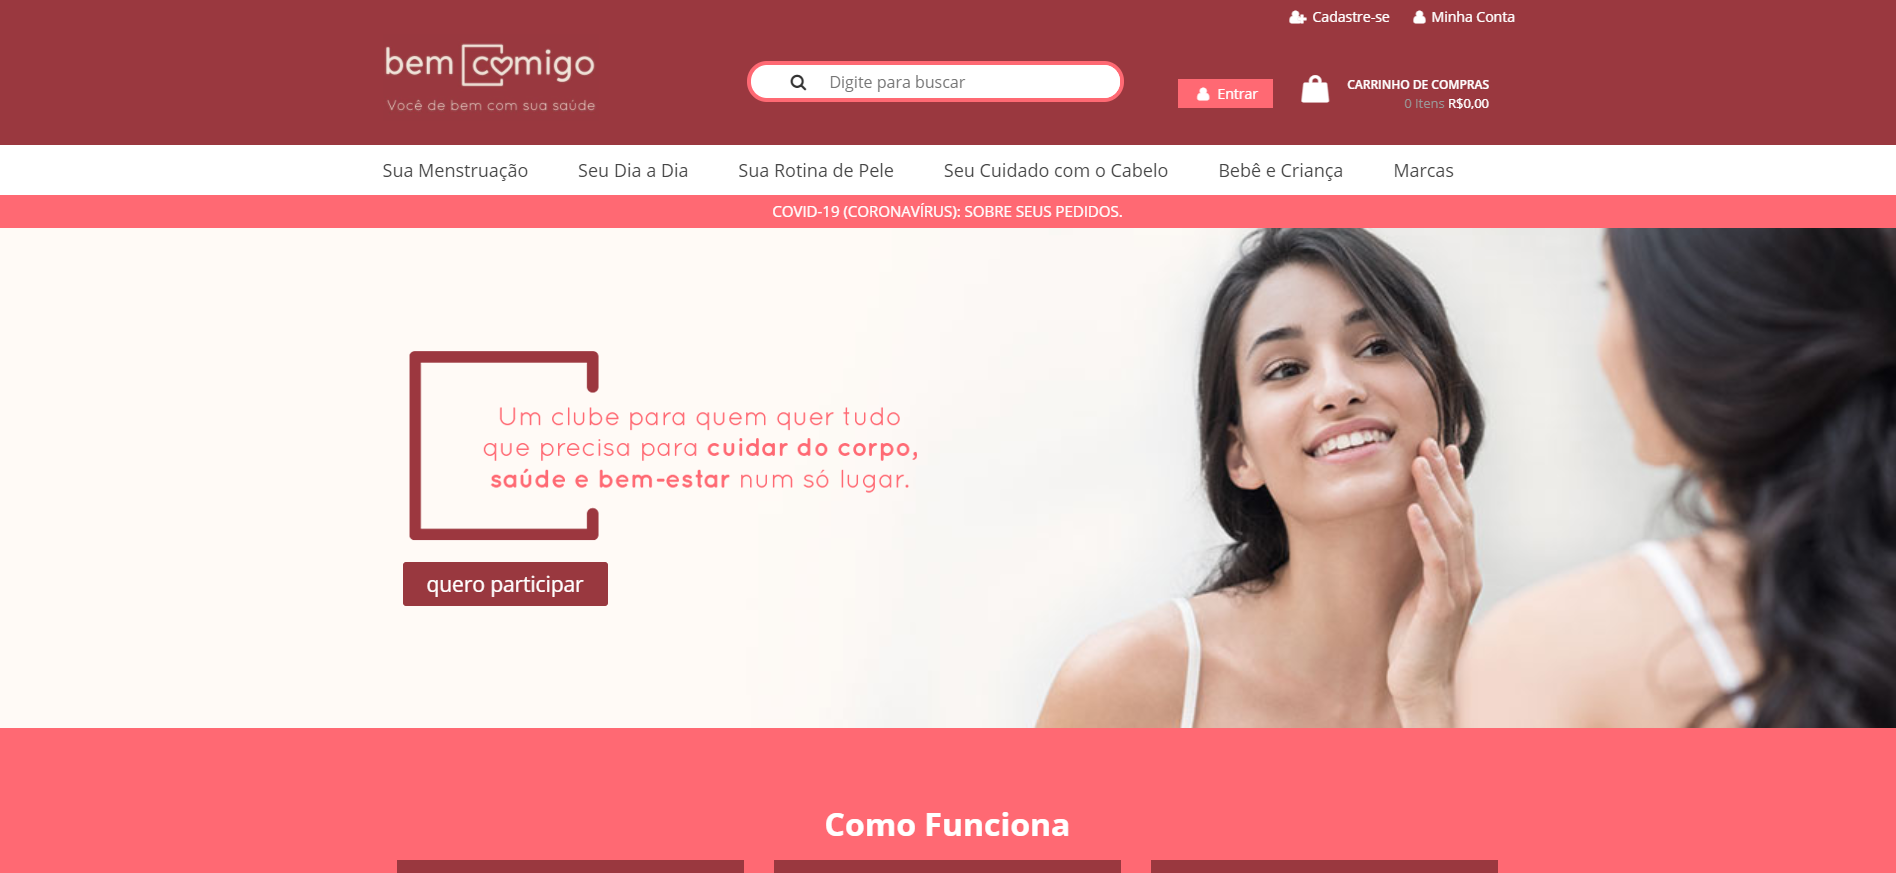 Cadastre-se
Minha Conta
bem comigo
Você de bem com sua saúde
Digite para buscar
Entrar
CARRINHO DE COMPRAS
0 Itens R$0,00
Sua Menstruação
Seu Dia a Dia
Sua Rotina de Pele
Seu Cuidado com o Cabelo
Bebê e Criança
Marcas
COVID-19 (CORONAVÍRUS): SOBRE SEUS PEDIDOS.
Um clube para quem quer tudo
que precisa para cuidar do corpo,
saúde e bem-estar num só lugar.
quero participar
Como Funciona